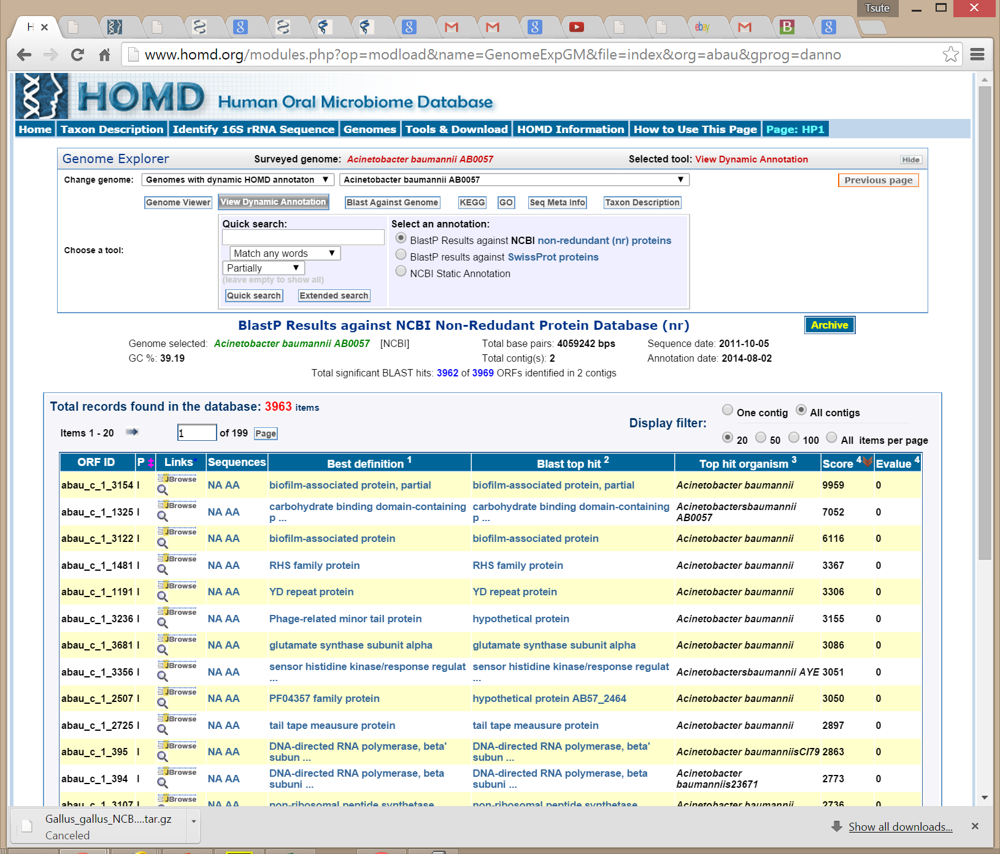 Tsute
H
ebay
B
www.homd.org/modules.php?op=modload&name=GenomeExpGM&file=index&org=abau&gprog=danno
HOMD Human Oral Microbiome Database
Home Taxon Description Identify 16S rRNA Sequence Genomes Tools & Download HOMD Information How to Use This Page Page: HP1
Genome Explorer Surveyed genome: Acinetobacter baumannii AB0057 Selected tool: View Dynamic Annotation Hide
Change genome: Genomes with dynamic HOMD annotaton Acinetobacter baumannii AB0057 Previous page
Genome Viewer View Dynamic Annotation Blast Against Genome KEGG GO Seq Meta Info Taxon Description
Choose a tool:
Quick search:
Match any words
Partially
(leave empty to show all)
Quick search Extended search
Select an annotation:
BlastP Results against NCBI non-redundant (nr) proteins
BlastP results against SwissProt proteins
NCBI Static Annotation
BlastP Results against NCBI Non-Redudant Protein Database (nr) Archive
Genome selected: Acinetobacter baumannii AB0057 [NCBI] Total base pairs: 4059242 bps Sequence date: 2011-10-05
GC %: 39.19 Total contig(s): 2 Annotation date: 2014-08-02
Total significant BLAST hits: 3962 of 3969 ORFs identified in 2 contigs
Total records found in the database: 3963 items
Items 1 - 20 1 of 199 Page
Display filter: One contig All contigs
20 50 100 All items per page
ORF ID P ‡ Links* Sequences Best definition 1 Blast top hit 2 Top hit organism 3 Score 4 Evalue 4
abau_c_1_3154 I JBrowse NA AA biofilm-associated protein, partial biofilm-associated protein, partial Acinetobacter baumannii 9959 0
abau_c_1_1325 I JBrowse NA AA carbohydrate binding domain-containing p ... carbohydrate binding domain-containing p ... Acinetobactersbaumannii AB0057 7052 0
abau_c_1_3122 I JBrowse NA AA biofilm-associated protein biofilm-associated protein Acinetobacter baumannii 6116 0
abau_c_1_1481 I JBrowse NA AA RHS family protein RHS family protein Acinetobacter baumannii 3367 0
abau_c_1_1191 I JBrowse NA AA YD repeat protein YD repeat protein Acinetobacter baumannii 3306 0
abau_c_1_3236 I JBrowse NA AA Phage-related minor tail protein hypothetical protein Acinetobacter baumannii 3155 0
abau_c_1_3681 I JBrowse NA AA glutamate synthase subunit alpha glutamate synthase subunit alpha Acinetobacter baumannii 3086 0
abau_c_1_3356 I JBrowse NA AA sensor histidine kinase/response regulat ... sensor histidine kinase/response regulat ... Acinetobactersbaumannii AYE 3051 0
abau_c_1_2507 I JBrowse NA AA PF04357 family protein hypothetical protein AB57_2464 Acinetobacter baumannii 3050 0
abau_c_1_2725 I JBrowse NA AA tail tape meausure protein tail tape meausure protein Acinetobacter baumannii 2897 0
abau_c_1_395 I JBrowse NA AA DNA-directed RNA polymerase, beta' subun ... DNA-directed RNA polymerase, beta' subun ... Acinetobacter baumanniisCI79 2863 0
abau_c_1_394 I JBrowse NA AA DNA-directed RNA polymerase, beta subuni ... DNA-directed RNA polymerase, beta subuni ... Acinetobacter baumanniis23671 2773 0
abau_c_1_3107 I JBrowse NA AA non-ribosomal peptide synthetase non-ribosomal peptide synthetase Acinetobacter baumannii 2736 0
Gallus_gallus_NCB....tar.gz
Canceled
Show all downloads...